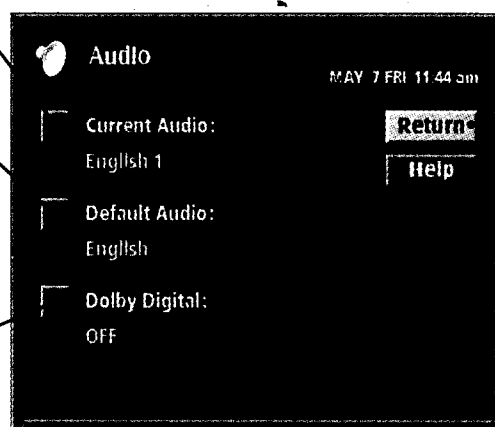 Audio
MAY 7 FRI 11:44 am
Current Audio:
Return
English 1
Help
Default Audio:
English
Dolby Digital:
OFF